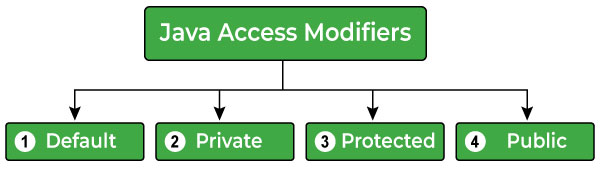 Java Access Modifiers
1 Default
2 Private
3 Protected
4 Public